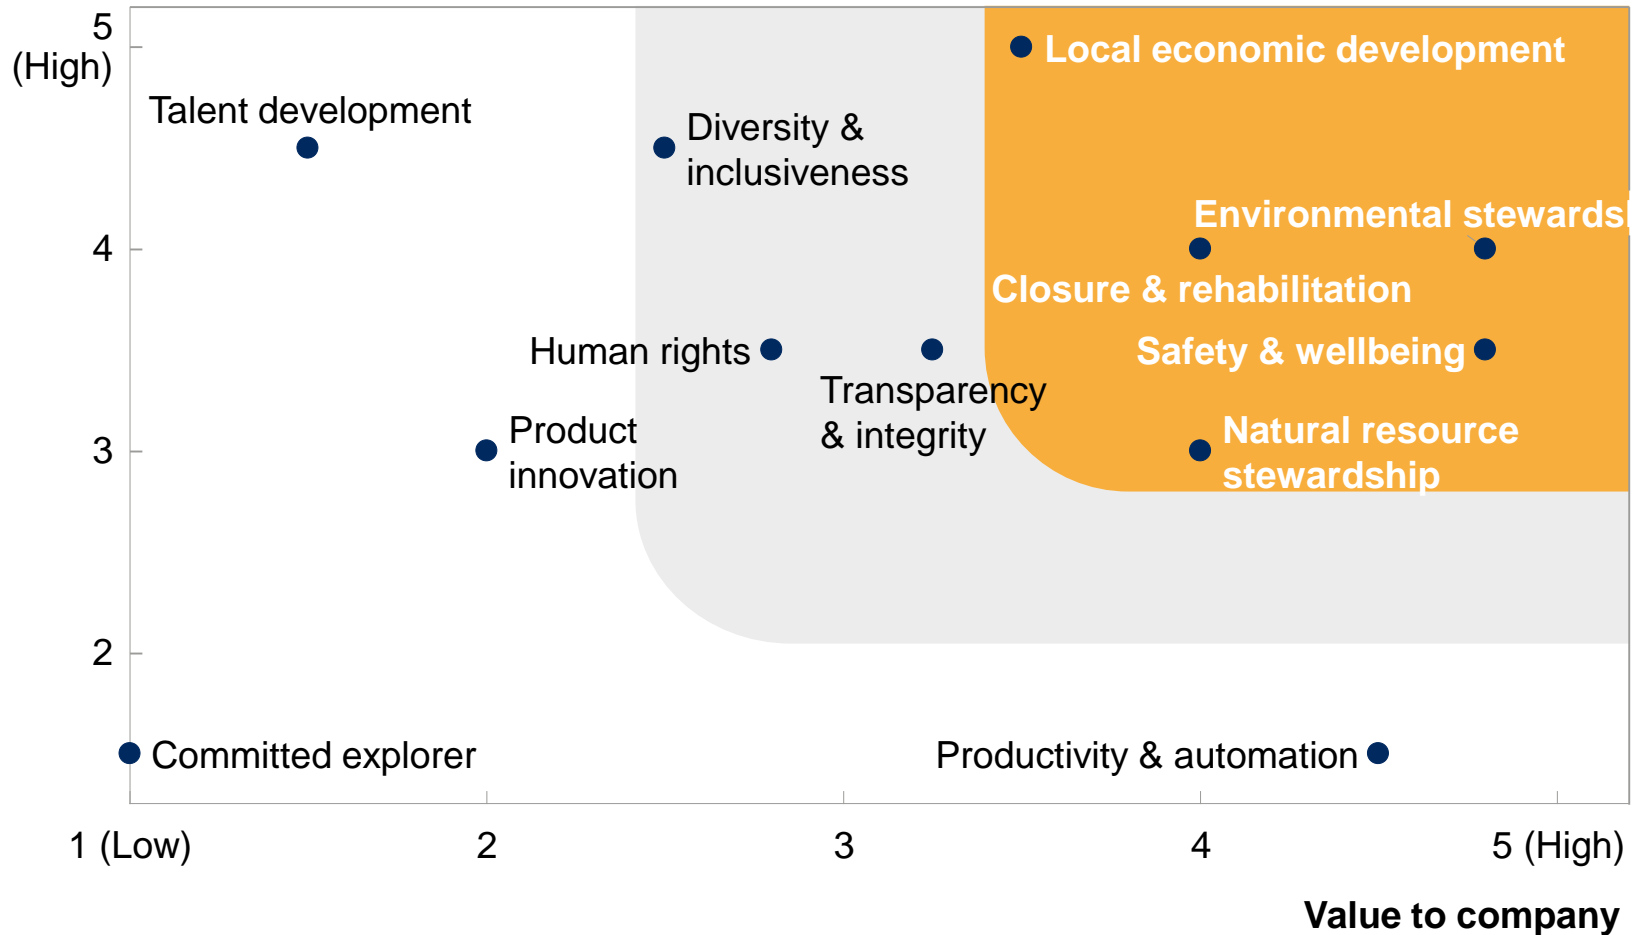 5
(High)
Local economic development
Talent development
Diversity &
inclusiveness
Environmental
4
Closure & rehabilitation
Human rights
Safety & wellbeing
Transparency
& integrity
Product
innovation
3
Natural resource
stewardship
2
Committed explorer
Productivity & automation
1 (Low)
2
3
4
5 (High)
Value to company